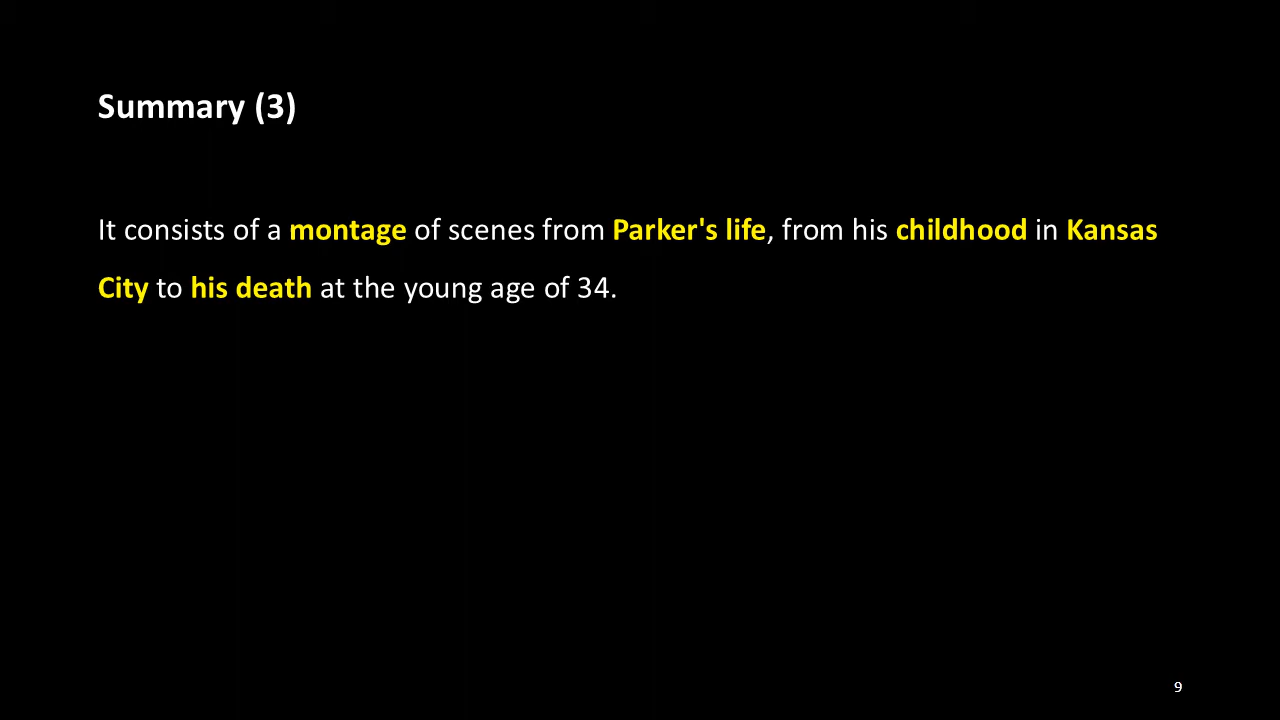 Summary (3)
It consists of a montage of scenes from Parker's life, from his childhood in Kansas
City to his death at the young age of 34.
9